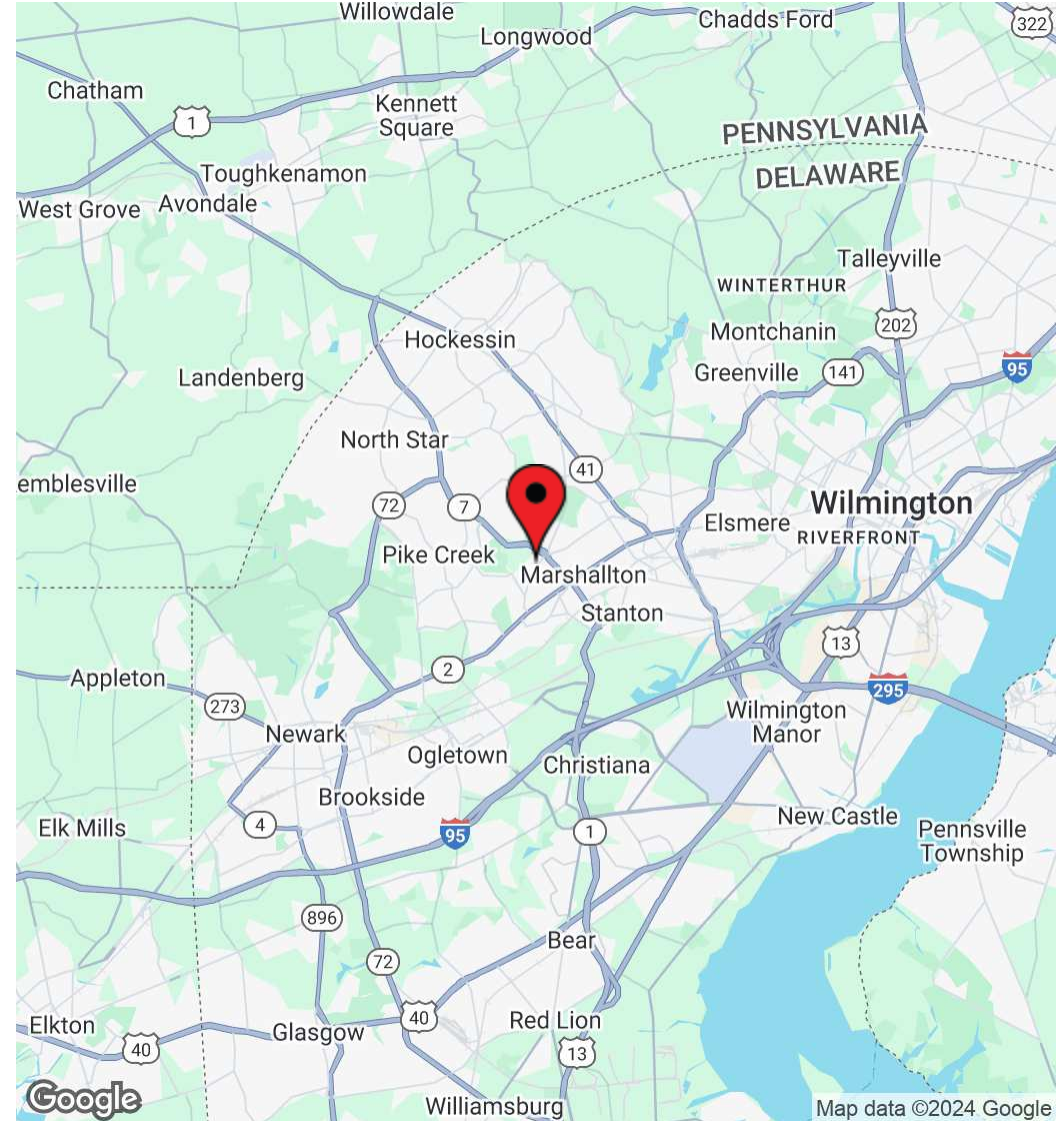 Willowdale
Longwood
Chadds Ford
322
Chatham
1
Kennett
Square
PENNSYLVANIA
DELAWARE
Toughkenamon
West Grove
Avondale
Talleyville
WINTERTHUR
Hockessin
Montchanin
202
Landenberg
Greenville
141
95
North Star
41
emblesville
72
7
Wilmington
Elsmere
RIVERFRONT
Pike Creek
Marshallton
Stanton
13
2
Appleton
273
295
Newark
Wilmington
Manor
Ogletown
Christiana
Brookside
New Castle
Elk Mills
4
95
1
Pennsville
Township
896
72
Bear
Elkton
40
Glasgow
40
Red Lion
13
Google
Williamsburg
Map data ©2024 Google